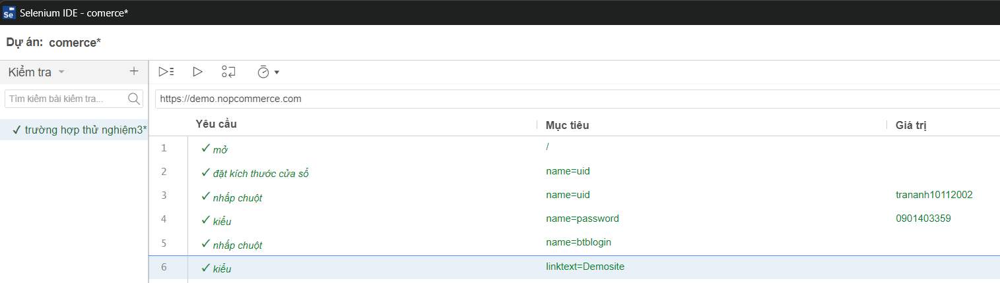 Se Selenium IDE - comerce*
Dự án: comerce*
Kiểm tra
Tìm kiếm bài kiểm tra...
✓ trường hợp thử nghiệm3*
https://demo.nopcommerce.com
Yêu cầu Mục tiêu Giá trị
1 ✓ mở /
2 ✓ đặt kích thước cửa sổ name=uid
3 ✓ nhấp chuột name=uid trananh10112002
4 ✓ kiểu name=password 0901403359
5 ✓ nhấp chuột name=btblogin
6 ✓ kiểu linktext=Demosite